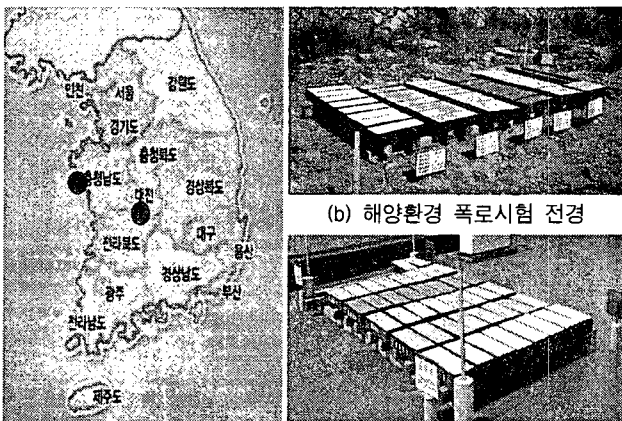 인천
서울
강원도
경기도
충청북도
충청남도
대전
경상북도
전라북도
대구
울산
경상남도
광주
부산
전라남도
제주도
(b) 해양환경 폭로시험 전경